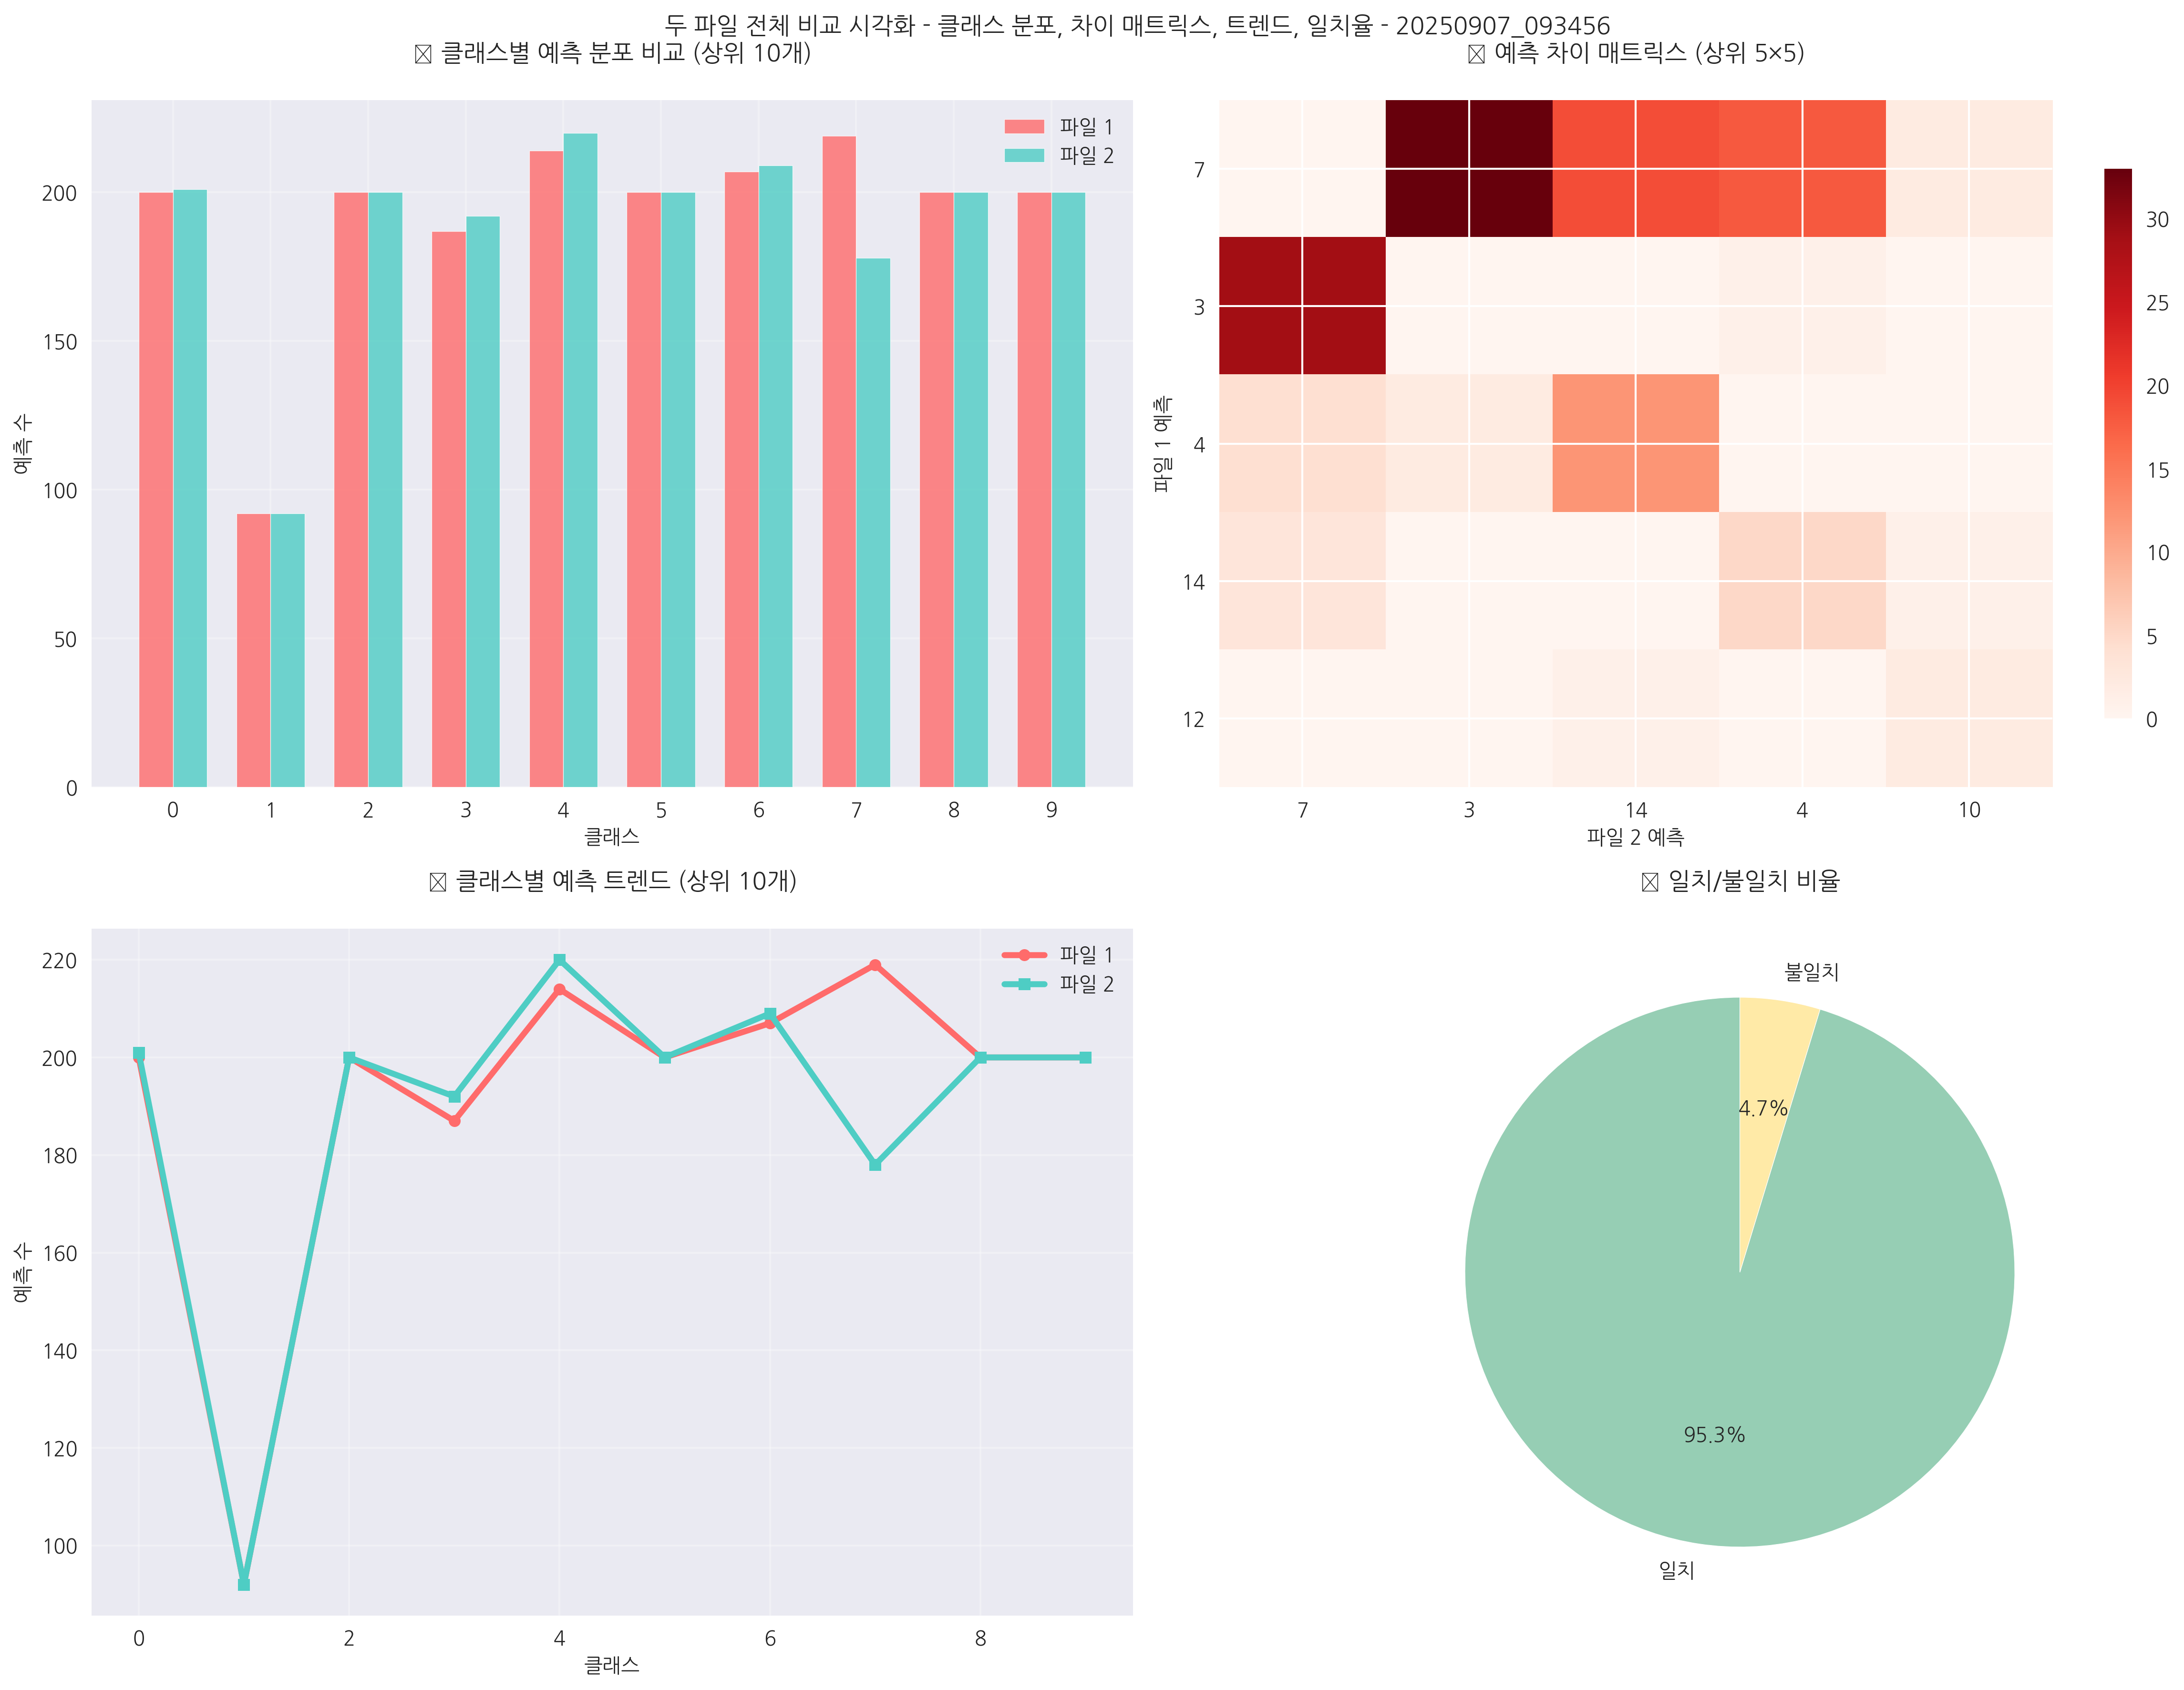 두 파일 전체 비교 시각화 - 클래스 분포, 차이 매트릭스, 트렌드, 일치율 - 20250907_093456
클래스별 예측 분포 비교 (상위 10개)
파일 1
파일 2
예측 수
200
150
100
50
0
0 1 2 3 4 5 6 7 8 9
클래스
예측 차이 매트릭스 (상위 5×5)
파일 1 예측
7
3
4
14
12
7 3 14 4 10
파일 2 예측
30
25
20
15
10
5
0
클래스별 예측 트렌드 (상위 10개)
파일 1
파일 2
예측 수
220
200
180
160
140
120
100
0 2 4 6 8
클래스
일치/불일치 비율
불일치
4.7%
95.3%
일치